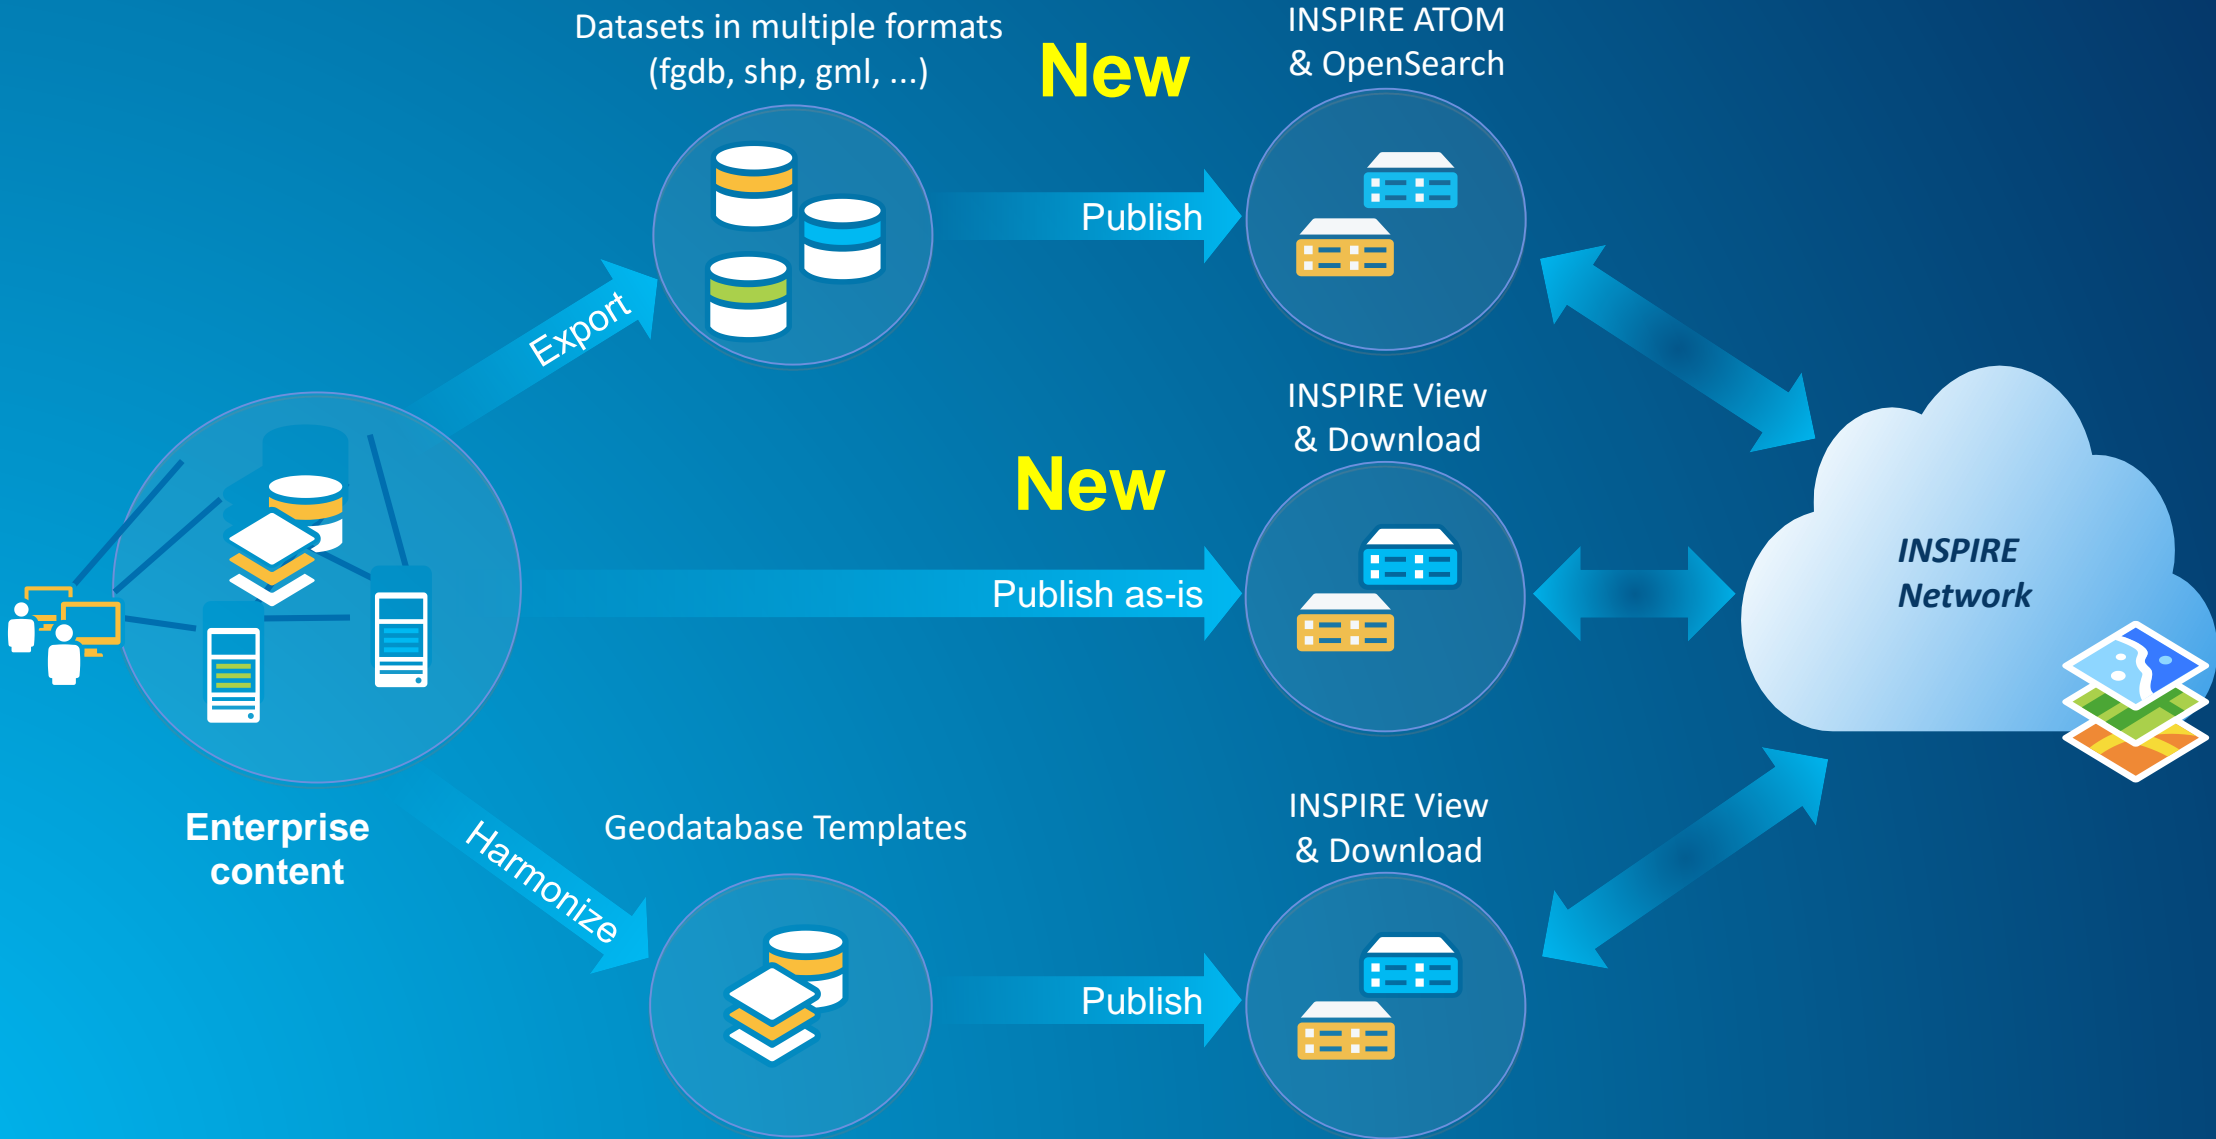 Datasets in multiple formats
(fgdb, shp, gml, ...)
New
INSPIRE ATOM
& OpenSearch
Publish
Export
INSPIRE View
& Download
New
Publish as-is
INSPIRE
Network
Enterprise
content
Harmonize
Geodatabase Templates
INSPIRE View
& Download
Publish